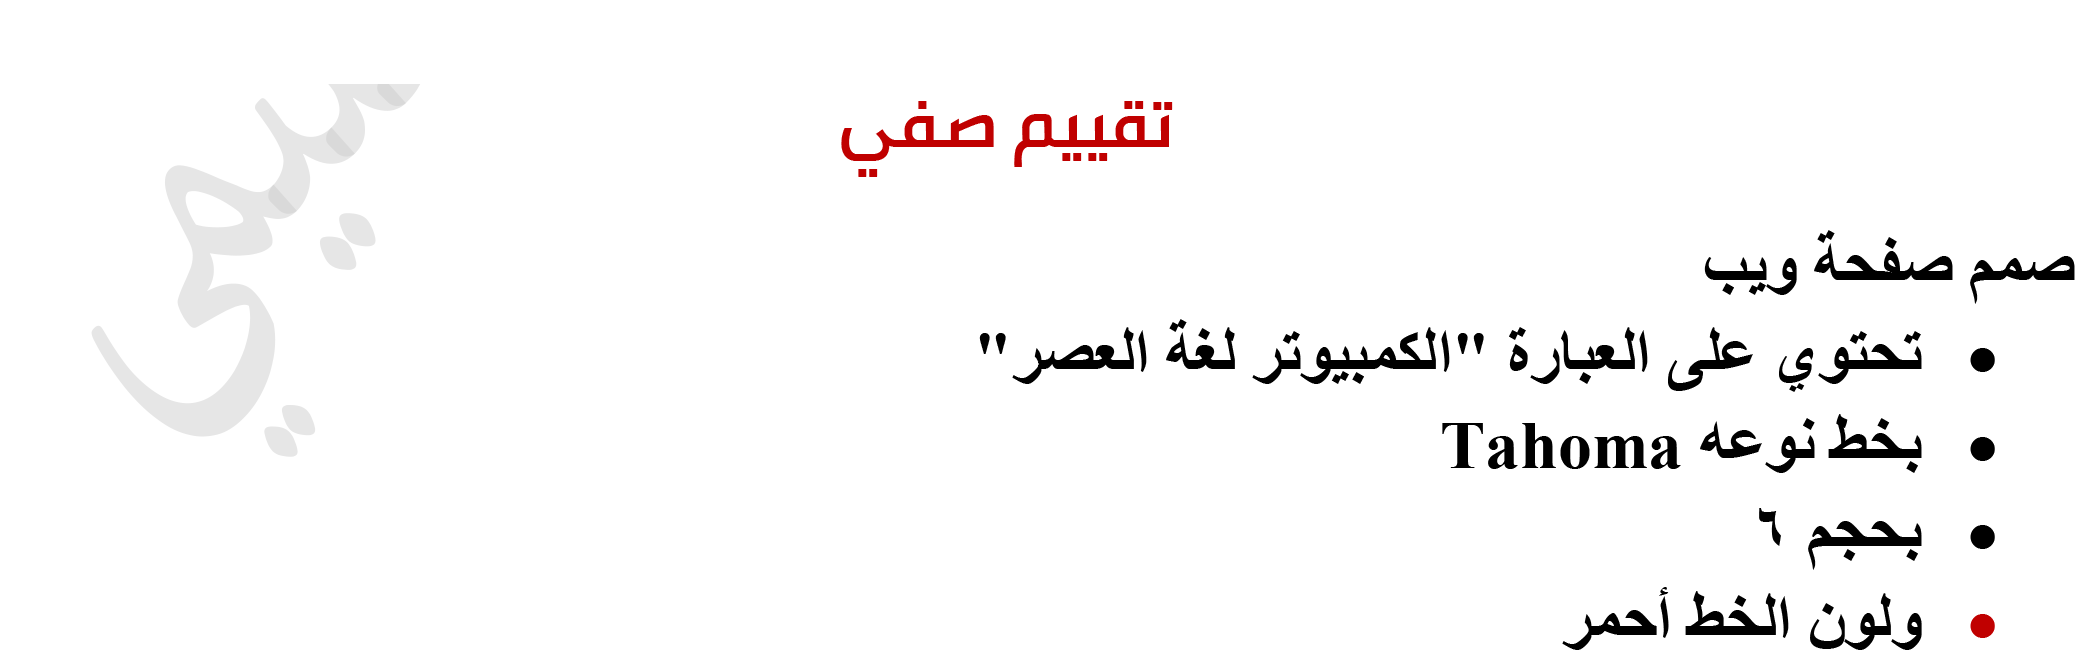 تقييم صفي
صمم صفحة ويب
• تحتوي على العبارة "الكمبيوتر لغة العصر"
• بخط نوعه Tahoma
• بحجم ٦
• ولون الخط أحمر